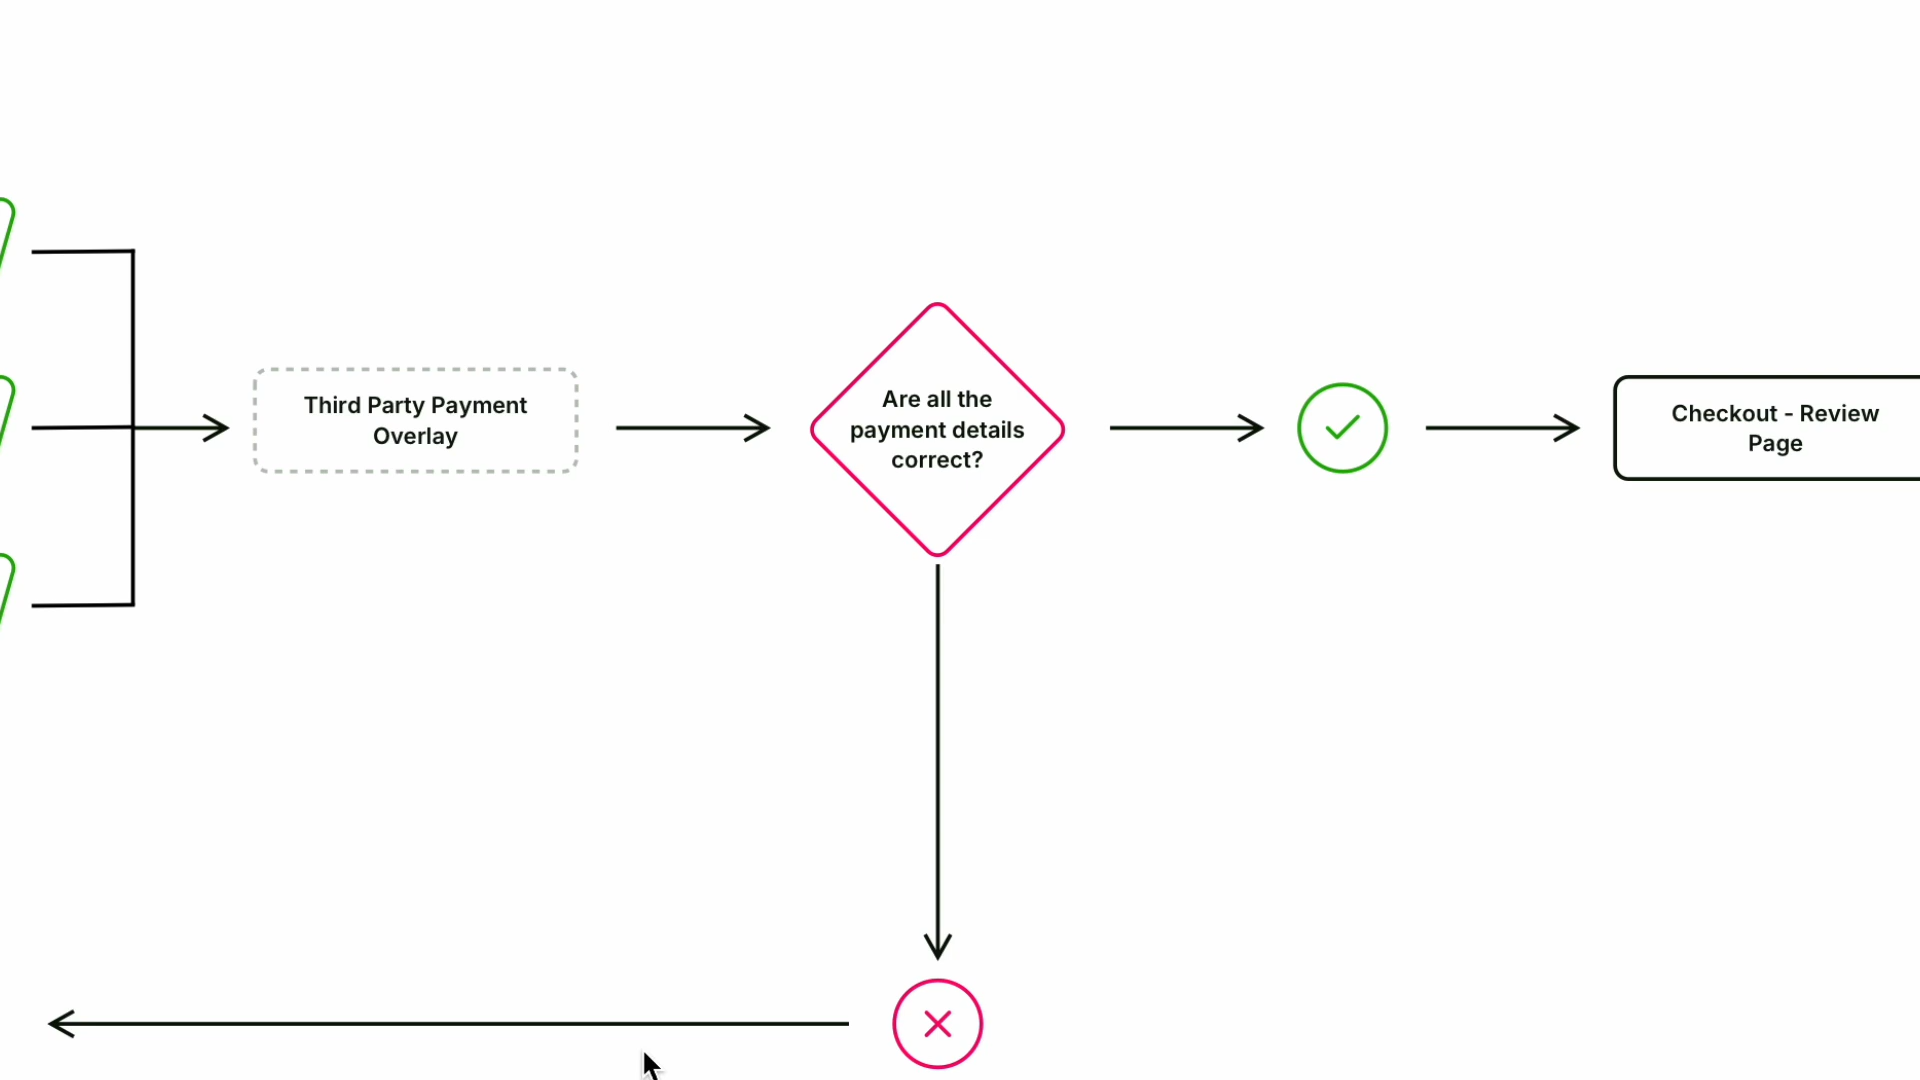 Third Party Payment
Overlay
Are all the
payment details
correct?
Checkout - Review
Page